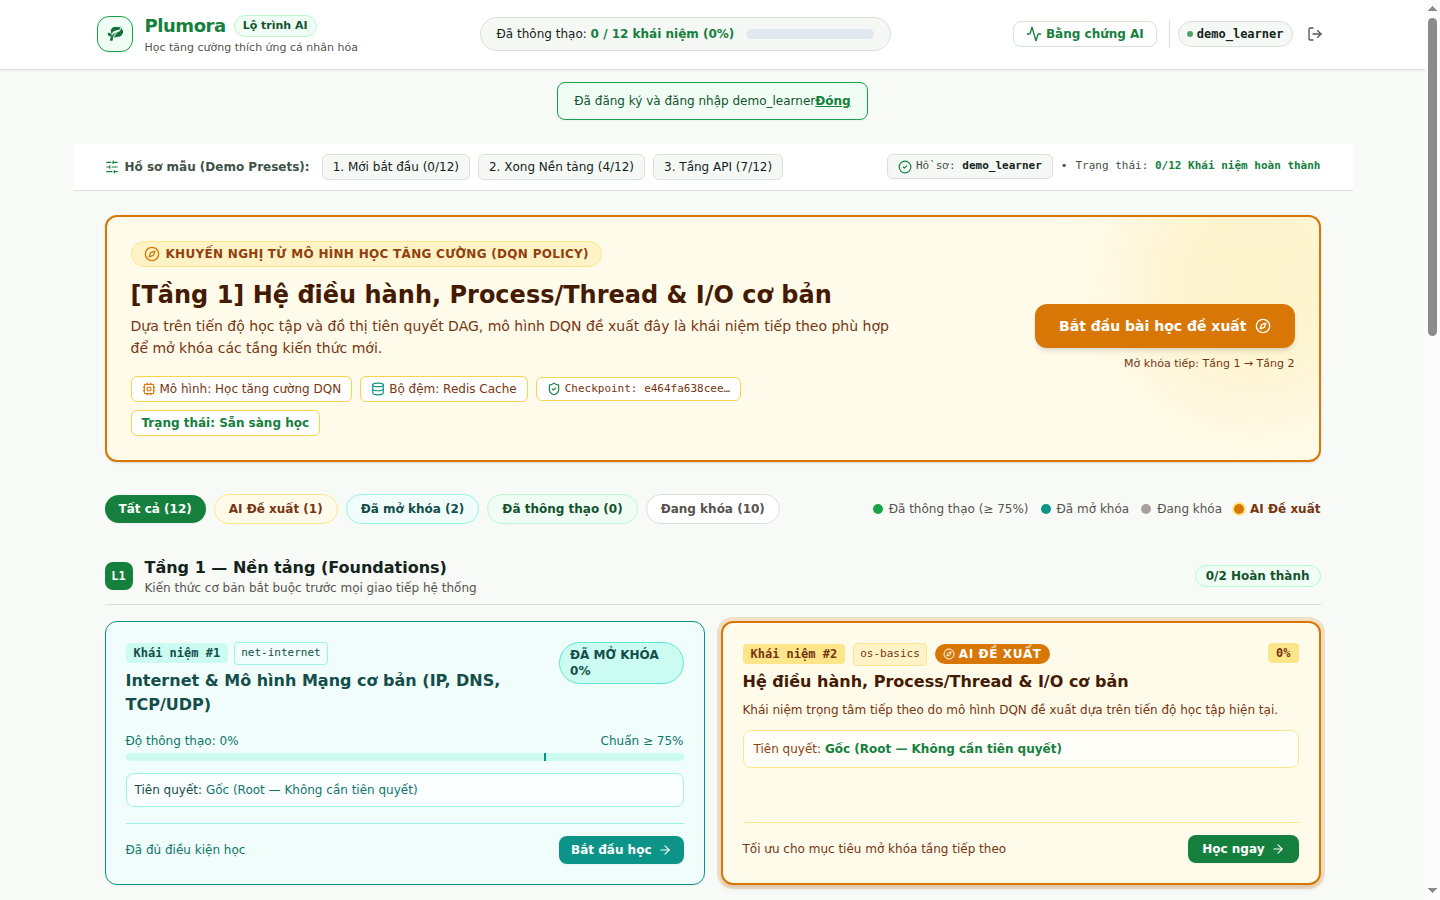 Plumora Lộ trình AI
Học tăng cường thích ứng cá nhân hóa
Đã thông thạo: 0 / 12 khái niệm (0%)
Bằng chứng AI
demo_learner
Đã đăng ký và đăng nhập demo_learnerĐóng
Hồ sơ mẫu (Demo Presets):
1. Mới bắt đầu (0/12)
2. Xong Nền tảng (4/12)
3. Tầng API (7/12)
Hồ sơ: demo_learner
• Trạng thái: 0/12 Khái niệm hoàn thành
KHUYẾN NGHỊ TỪ MÔ HÌNH HỌC TĂNG CƯỜNG (DQN POLICY)
[Tầng 1] Hệ điều hành, Process/Thread & I/O cơ bản
Dựa trên tiến độ học tập và đồ thị tiên quyết DAG, mô hình DQN đề xuất đây là khái niệm tiếp theo phù hợp
để mở khóa các tầng kiến thức mới.
Mô hình: Học tăng cường DQN
Bộ đệm: Redis Cache
Checkpoint: e464fa638cee…
Trạng thái: Sẵn sàng học
Bắt đầu bài học đề xuất
Mở khóa tiếp: Tầng 1 → Tầng 2
Tất cả (12)
AI Đề xuất (1)
Đã mở khóa (2)
Đã thông thạo (0)
Đang khóa (10)
Đã thông thạo (≥ 75%)
Đã mở khóa
Đang khóa
AI Đề xuất
L1
Tầng 1 — Nền tảng (Foundations)
Kiến thức cơ bản bắt buộc trước mọi giao tiếp hệ thống
0/2 Hoàn thành
Khái niệm #1
net-internet
ĐÃ MỞ KHÓA
0%
Internet & Mô hình Mạng cơ bản (IP, DNS,
TCP/UDP)
Độ thông thạo: 0%
Chuẩn ≥ 75%
Tiên quyết: Gốc (Root — Không cần tiên quyết)
Đã đủ điều kiện học
Bắt đầu học
Khái niệm #2
os-basics
AI ĐỀ XUẤT
0%
Hệ điều hành, Process/Thread & I/O cơ bản
Khái niệm trọng tâm tiếp theo do mô hình DQN đề xuất dựa trên tiến độ học tập hiện tại.
Tiên quyết: Gốc (Root — Không cần tiên quyết)
Tối ưu cho mục tiêu mở khóa tầng tiếp theo
Học ngay